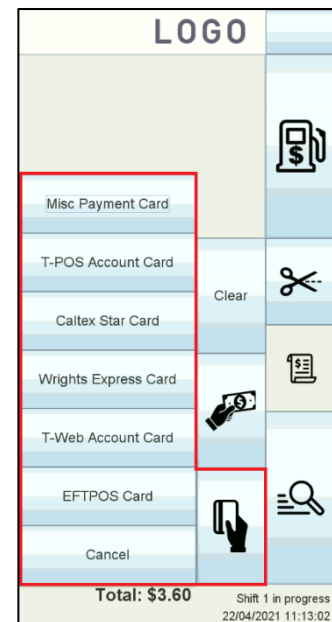 LOGO
Misc Payment Card
T-POS Account Card
Clear
Caltex Star Card
Wrights Express Card
T-Web Account Card
EFTPOS Card
Cancel
Total: $3.60
Shift 1 in progress
22/04/2021 11:13:02